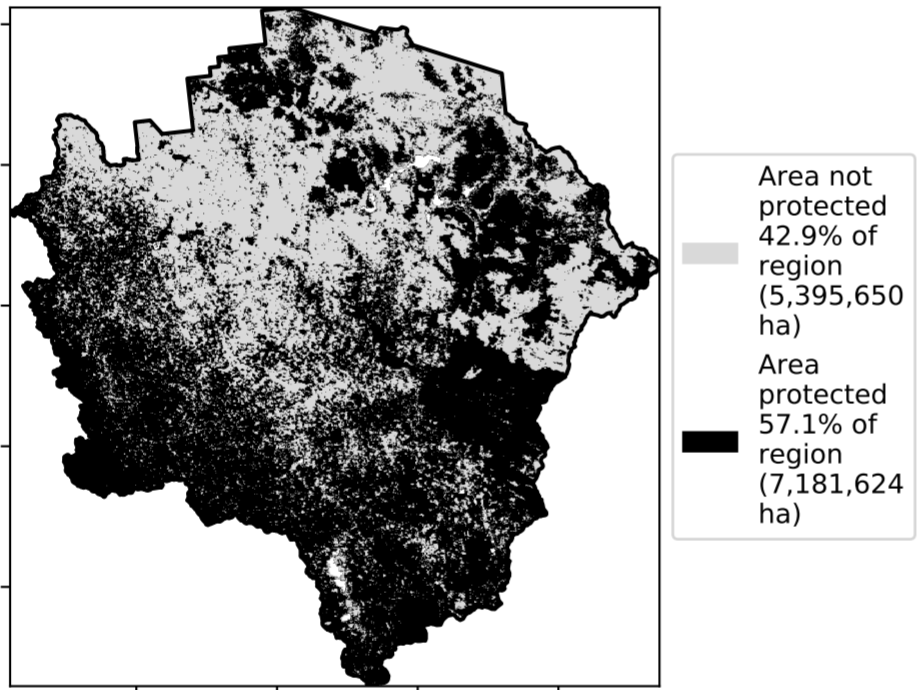 Area not
protected
42.9% of
region
(5,395,650
ha)
Area
protected
57.1% of
region
(7,181,624
ha)